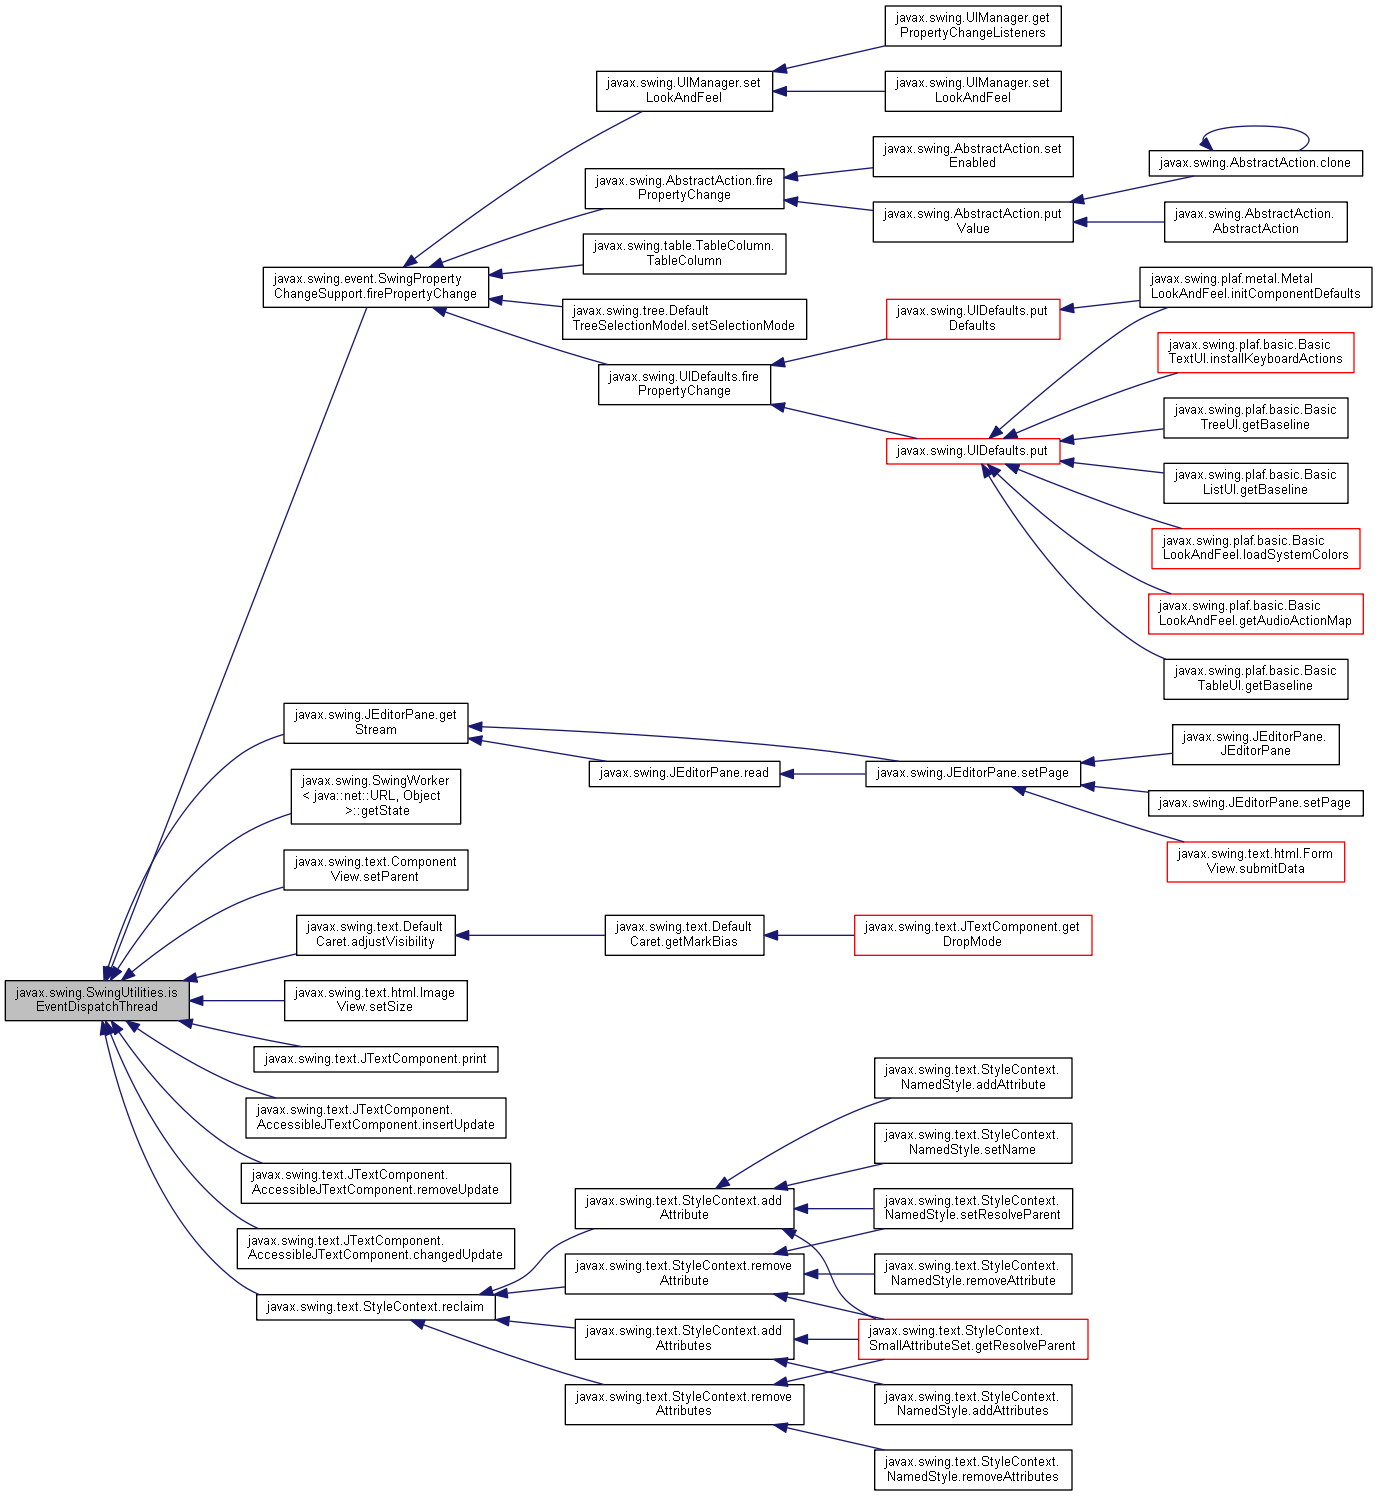 javax.swing.UIManager.get
PropertyChangeListeners
javax.swing.UIManager.set
LookAndFeel
javax.swing.UIManager.set
LookAndFeel
javax.swing.AbstractAction.set
Enabled
javax.swing.AbstractAction.clone
javax.swing.AbstractAction.fire
PropertyChange
javax.swing.AbstractAction.put
Value
javax.swing.AbstractAction.
AbstractAction
javax.swing.table.TableColumn.
TableColumn
javax.swing.event.SwingProperty
ChangeSupport.firePropertyChange
javax.swing.plaf.metal.Metal
LookAndFeel.initComponentDefaults
javax.swing.tree.Default
TreeSelectionModel.setSelectionMode
javax.swing.UIDefaults.put
Defaults
javax.swing.plaf.basic.Basic
TextUI.installKeyboardActions
javax.swing.UIDefaults.fire
PropertyChange
javax.swing.plaf.basic.Basic
TreeUI.getBaseline
javax.swing.UIDefaults.put
javax.swing.plaf.basic.Basic
ListUI.getBaseline
javax.swing.plaf.basic.Basic
LookAndFeel.loadSystemColors
javax.swing.plaf.basic.Basic
LookAndFeel.getAudioActionMap
javax.swing.plaf.basic.Basic
TableUI.getBaseline
javax.swing.JEditorPane.get
Stream
javax.swing.JEditorPane.
JEditorPane
javax.swing.JEditorPane.read
javax.swing.JEditorPane.setPage
javax.swing.SwingWorker
< java::net::URL, Object
>::getState
javax.swing.JEditorPane.setPage
javax.swing.text.html.Form
View.submitData
javax.swing.text.Component
View.setParent
javax.swing.text.Default
Caret.adjustVisibility
javax.swing.text.Default
Caret.getMarkBias
javax.swing.text.JTextComponent.get
DropMode
javax.swing.SwingUtilities.is
EventDispatchThread
javax.swing.text.html.Image
View.setSize
javax.swing.text.JTextComponent.print
javax.swing.text.StyleContext.
NamedStyle.addAttribute
javax.swing.text.JTextComponent.
AccessibleJTextComponent.insertUpdate
javax.swing.text.StyleContext.
NamedStyle.setName
javax.swing.text.JTextComponent.
AccessibleJTextComponent.removeUpdate
javax.swing.text.StyleContext.add
Attribute
javax.swing.text.StyleContext.
NamedStyle.setResolveParent
javax.swing.text.JTextComponent.
AccessibleJTextComponent.changedUpdate
javax.swing.text.StyleContext.remove
Attribute
javax.swing.text.StyleContext.
NamedStyle.removeAttribute
javax.swing.text.StyleContext.reclaim
javax.swing.text.StyleContext.add
Attributes
javax.swing.text.StyleContext.
SmallAttributeSet.getResolveParent
javax.swing.text.StyleContext.remove
Attributes
javax.swing.text.StyleContext.
NamedStyle.addAttributes
javax.swing.text.StyleContext.
NamedStyle.removeAttributes